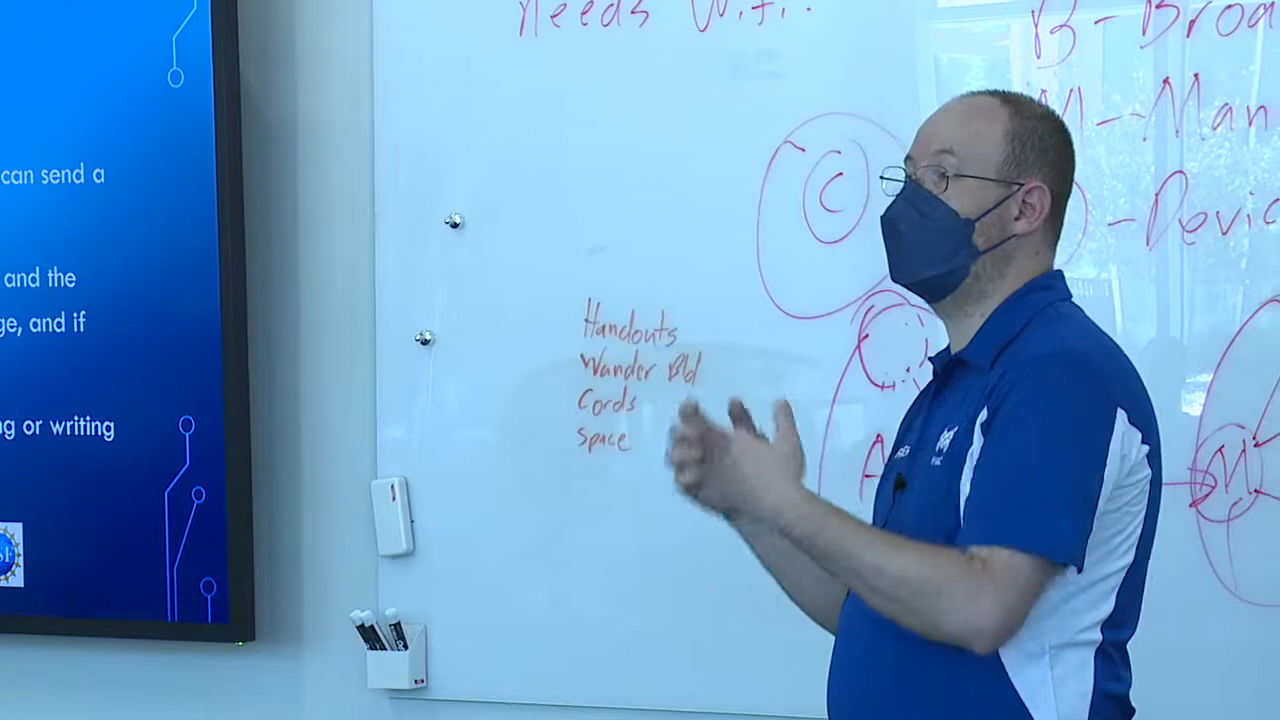 can send a
and the
ge, and if
ng or writing
needs Wifi.
B - Broa
M - Man
D - Devic
C
Handouts
Wander Bld
Cords
Space
A
M